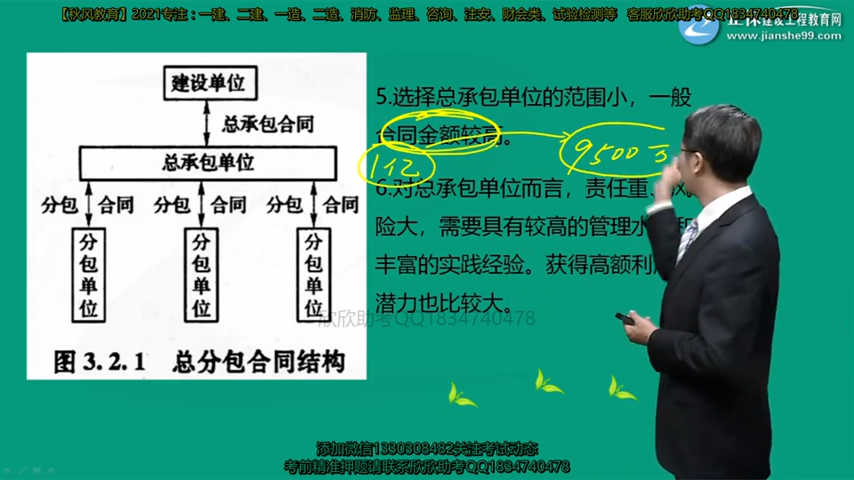 【秋风教育】2021专注：一建、二建、一造、二造、消防、监理、咨询、注安、财会类、试验检测等 客服欣欣助考QQ1834740478
建设工程教育网
www.jianshe99.com
建设单位
总承包合同
总承包单位
分包 合同 分包 合同 分包 合同
分包单位 分包单位 分包单位
图 3.2.1 总分包合同结构
5.选择总承包单位的范围小，一般
合同金额较高。
1亿
9500万
6.对总承包单位而言，责任重、
险大，需要具有较高的管理水
丰富的实践经验。获得高额利
潜力也比较大。
欣欣助考QQ1834740478
添加微信1330308482关注考试动态
考前精准押题请联系欣欣助考QQ1834740478